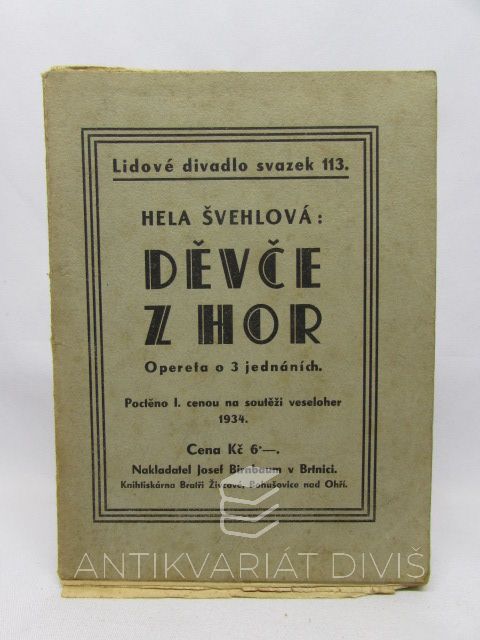 Lidové divadlo svazek 113.
HELA ŠVEHLOVÁ:
DĚVČE
Z HOR
Opereta o 3 jednáních.
Poctěno I. cenou na soutěži veseloher
1934.
Cena Kč 6·—.
Nakladatel Josef Birnbaum v Brtnici.
Knihtiskárna Bratří Živcové, Bohušovice nad Ohří.
ANTIKVARIÁT DIVIŠ